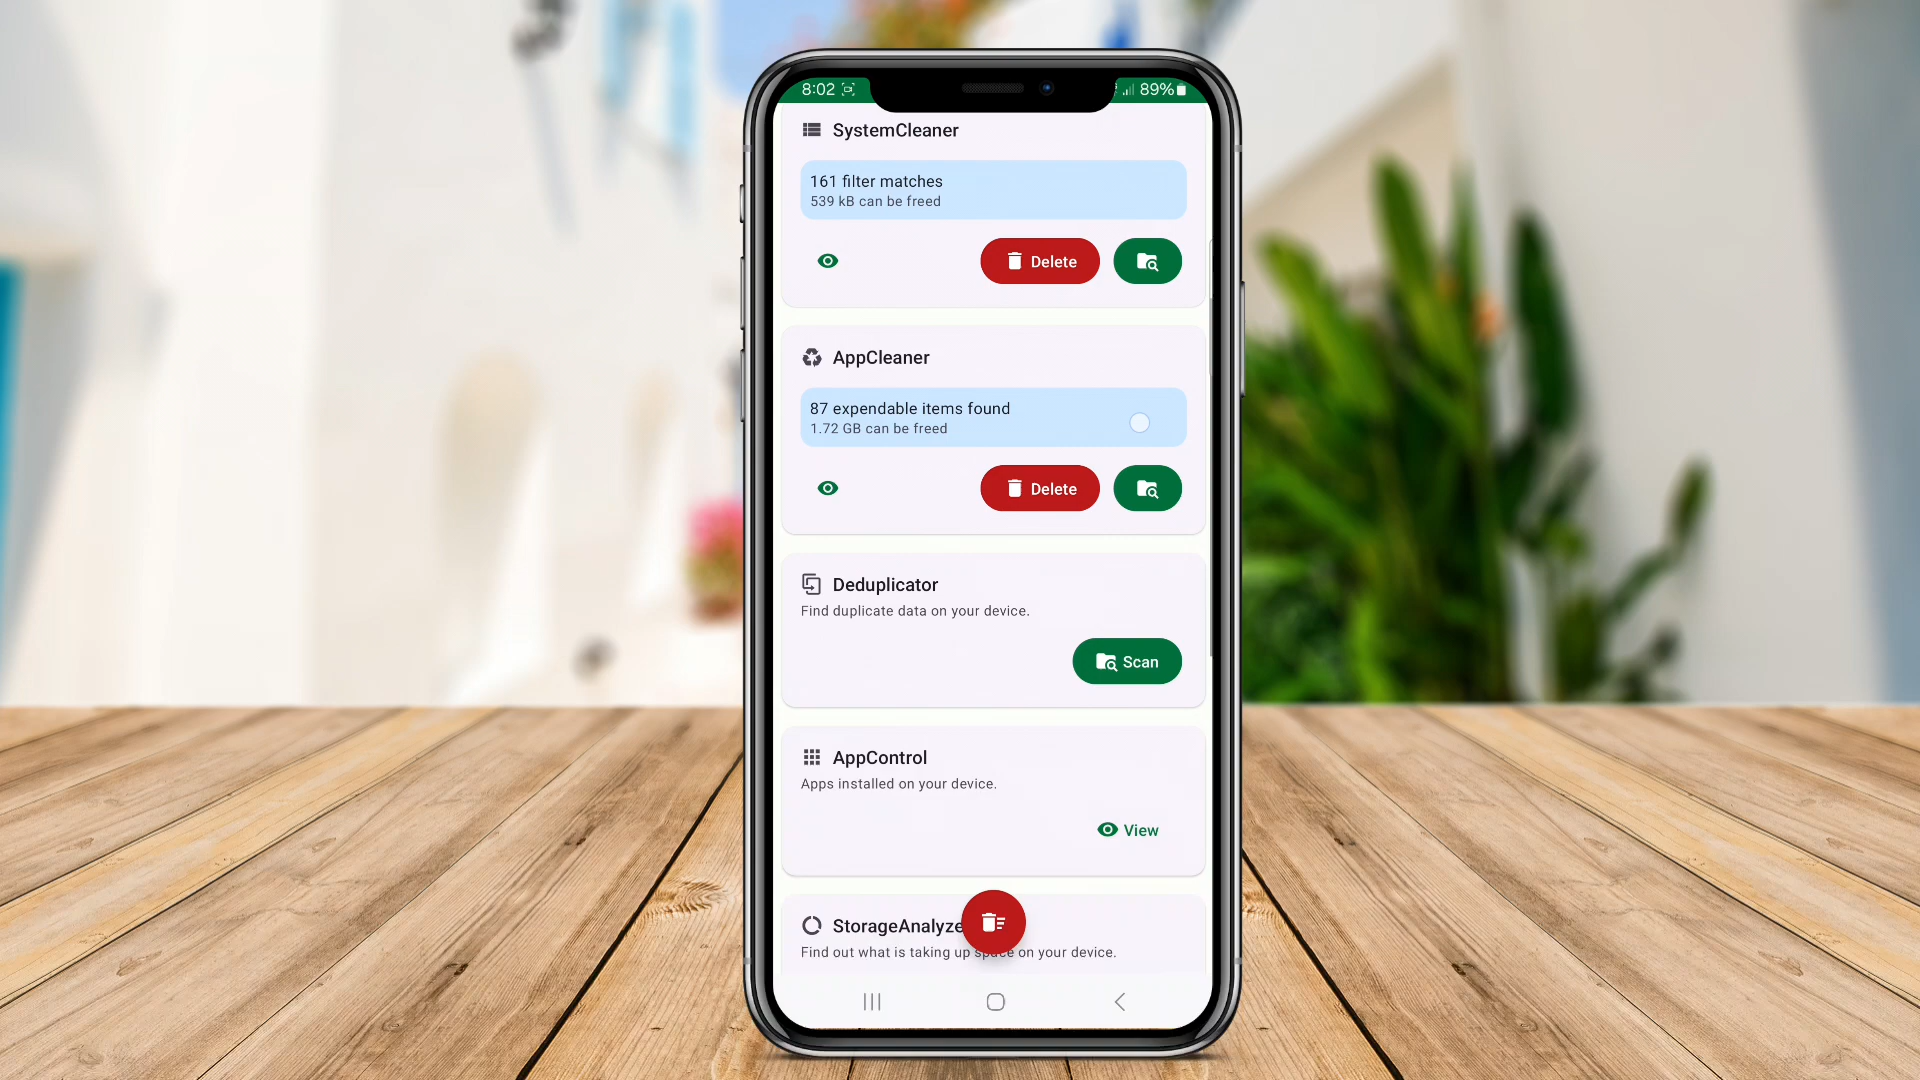 8:02
89%
SystemCleaner
161 filter matches
539 kB can be freed
Delete
AppCleaner
87 expendable items found
1.72 GB can be freed
Delete
Deduplicator
Find duplicate data on your device.
Scan
AppControl
Apps installed on your device.
View
StorageAnalyze
Find out what is taking up space on your device.